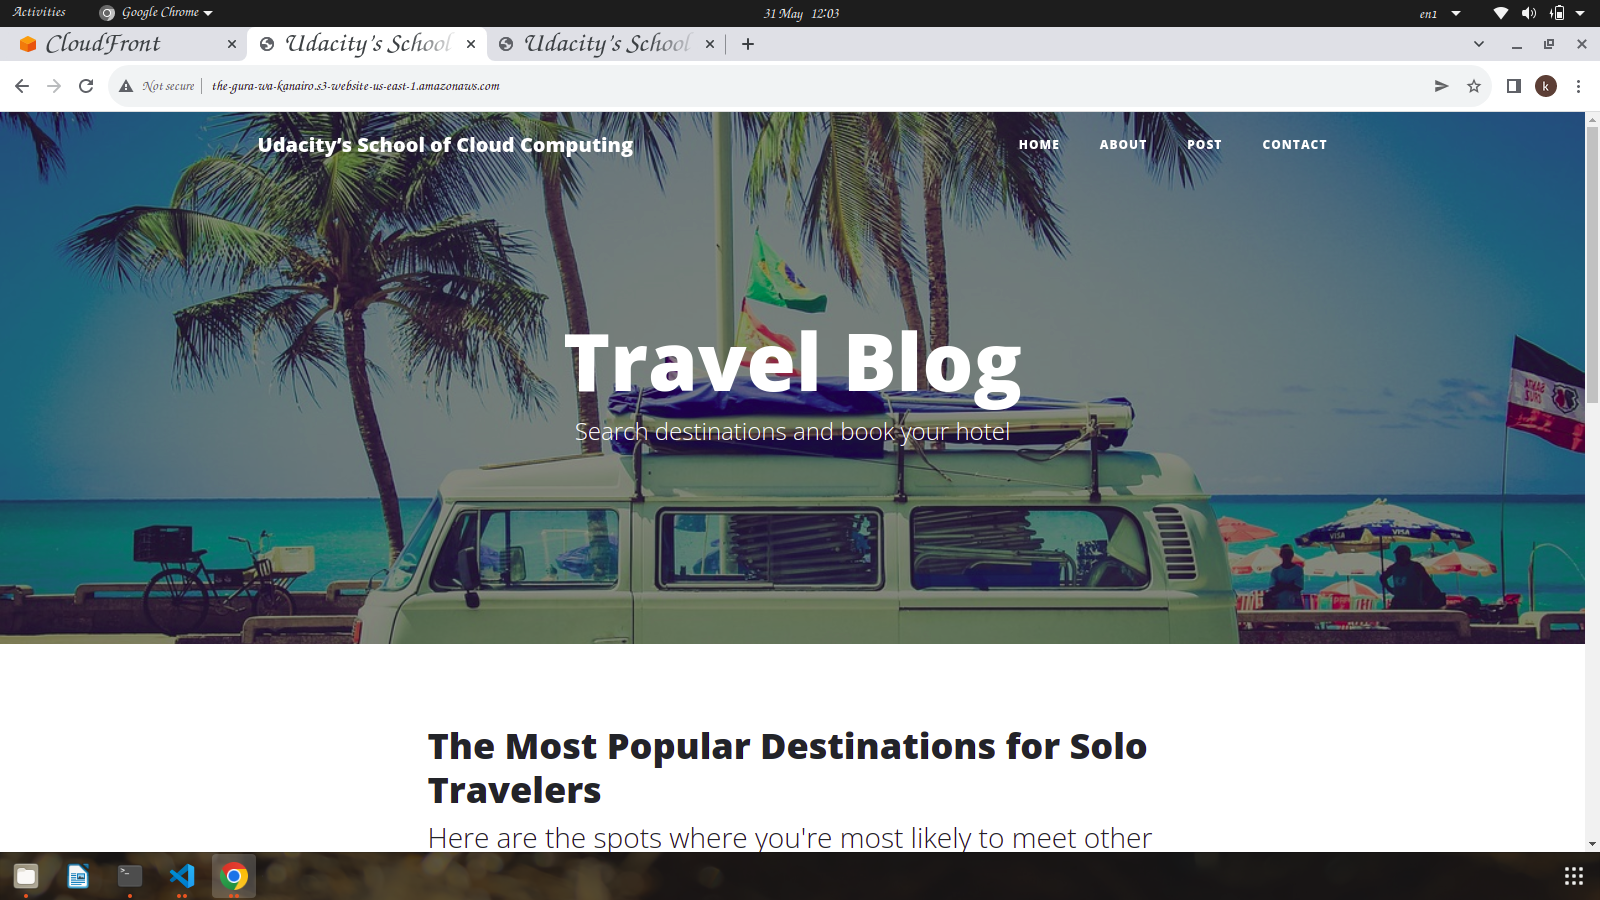 Activities Google Chrome 31 May 12:03 en1
CloudFront Udacity's School Udacity's School
Not secure the-gura-wa-kanairo.s3-website-us-east-1.amazonaws.com k
Udacity's School of Cloud Computing HOME ABOUT POST CONTACT
Travel Blog
Search destinations and book your hotel
VISA VISA
The Most Popular Destinations for Solo
Travelers
Here are the spots where you're most likely to meet other